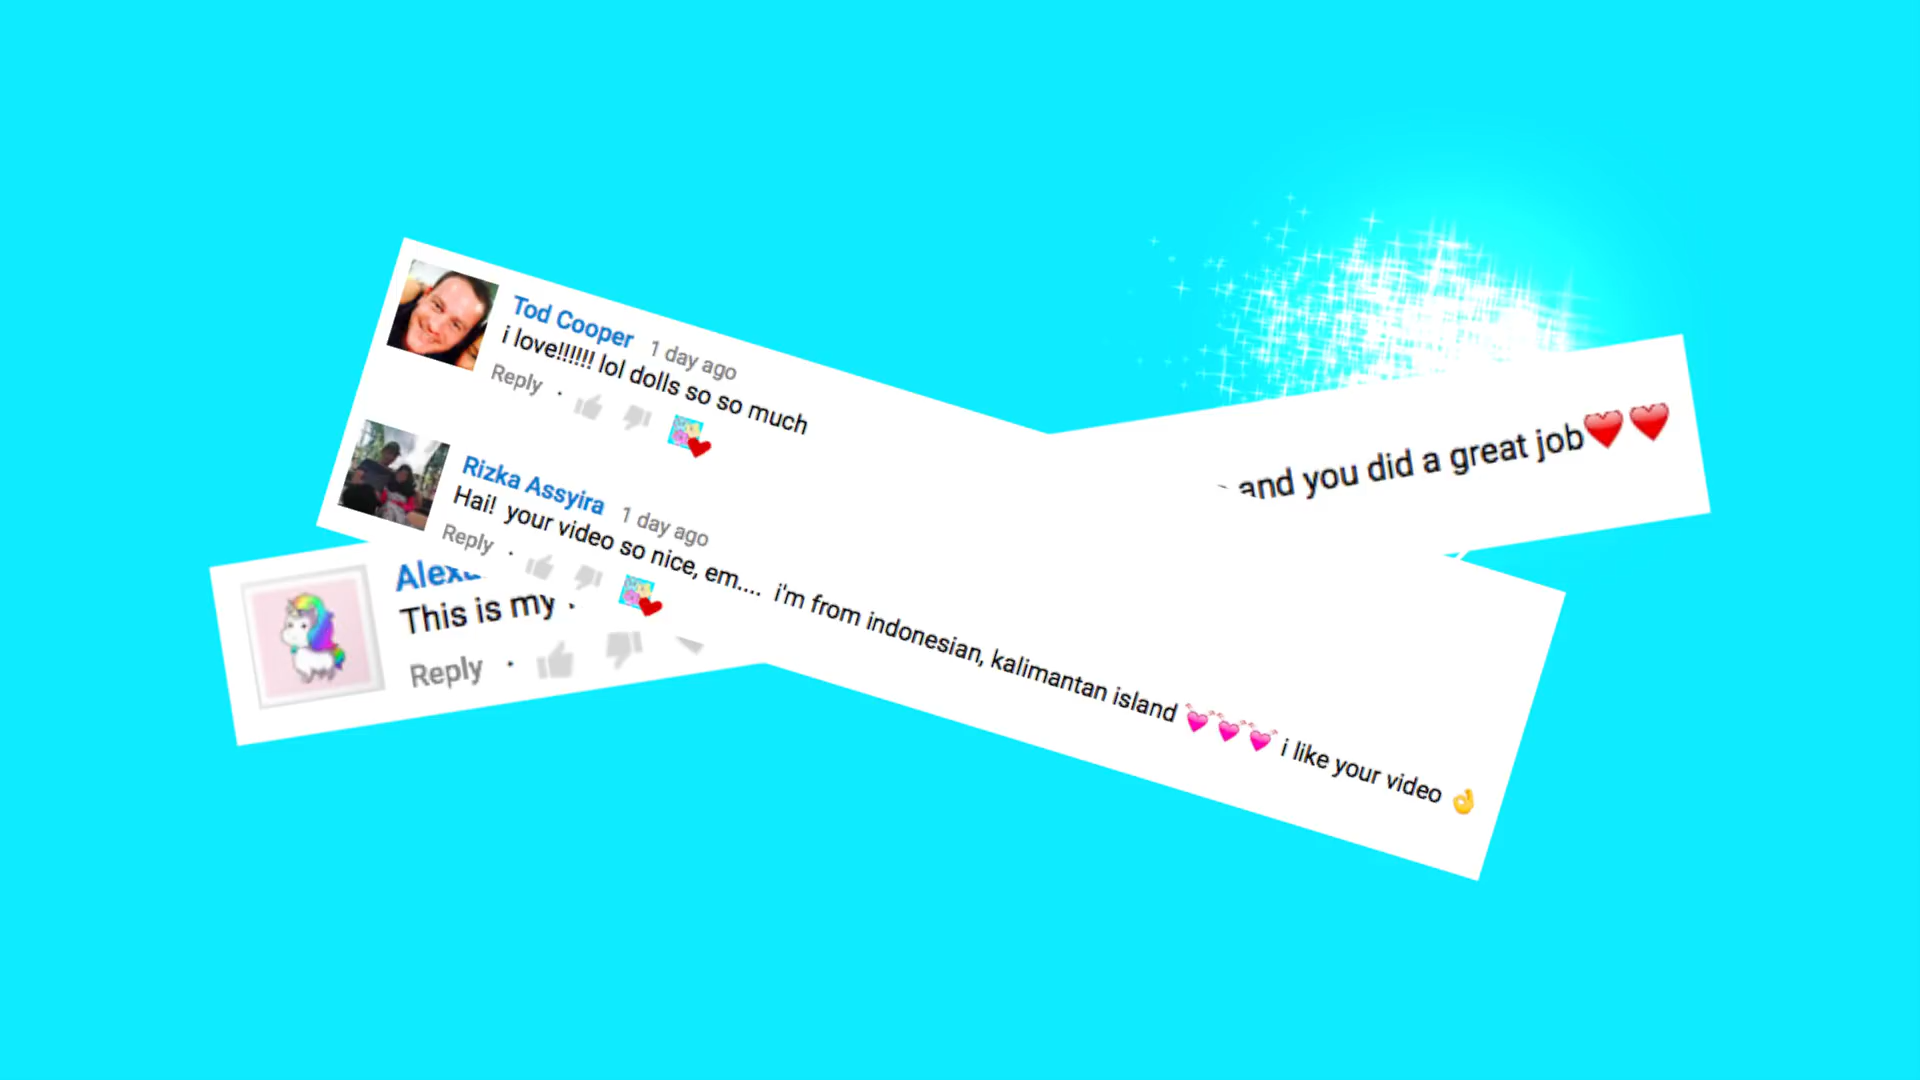 Tod Cooper 1 day ago
i love!!!!!! lol dolls so so much
Reply
Rizka Assyira 1 day ago
Hai! your video so nice, em.... i'm from indonesian, kalimantan island 💓💓💓 i like your video 👌
Reply
This is my
and you did a great job❤️❤️
Reply